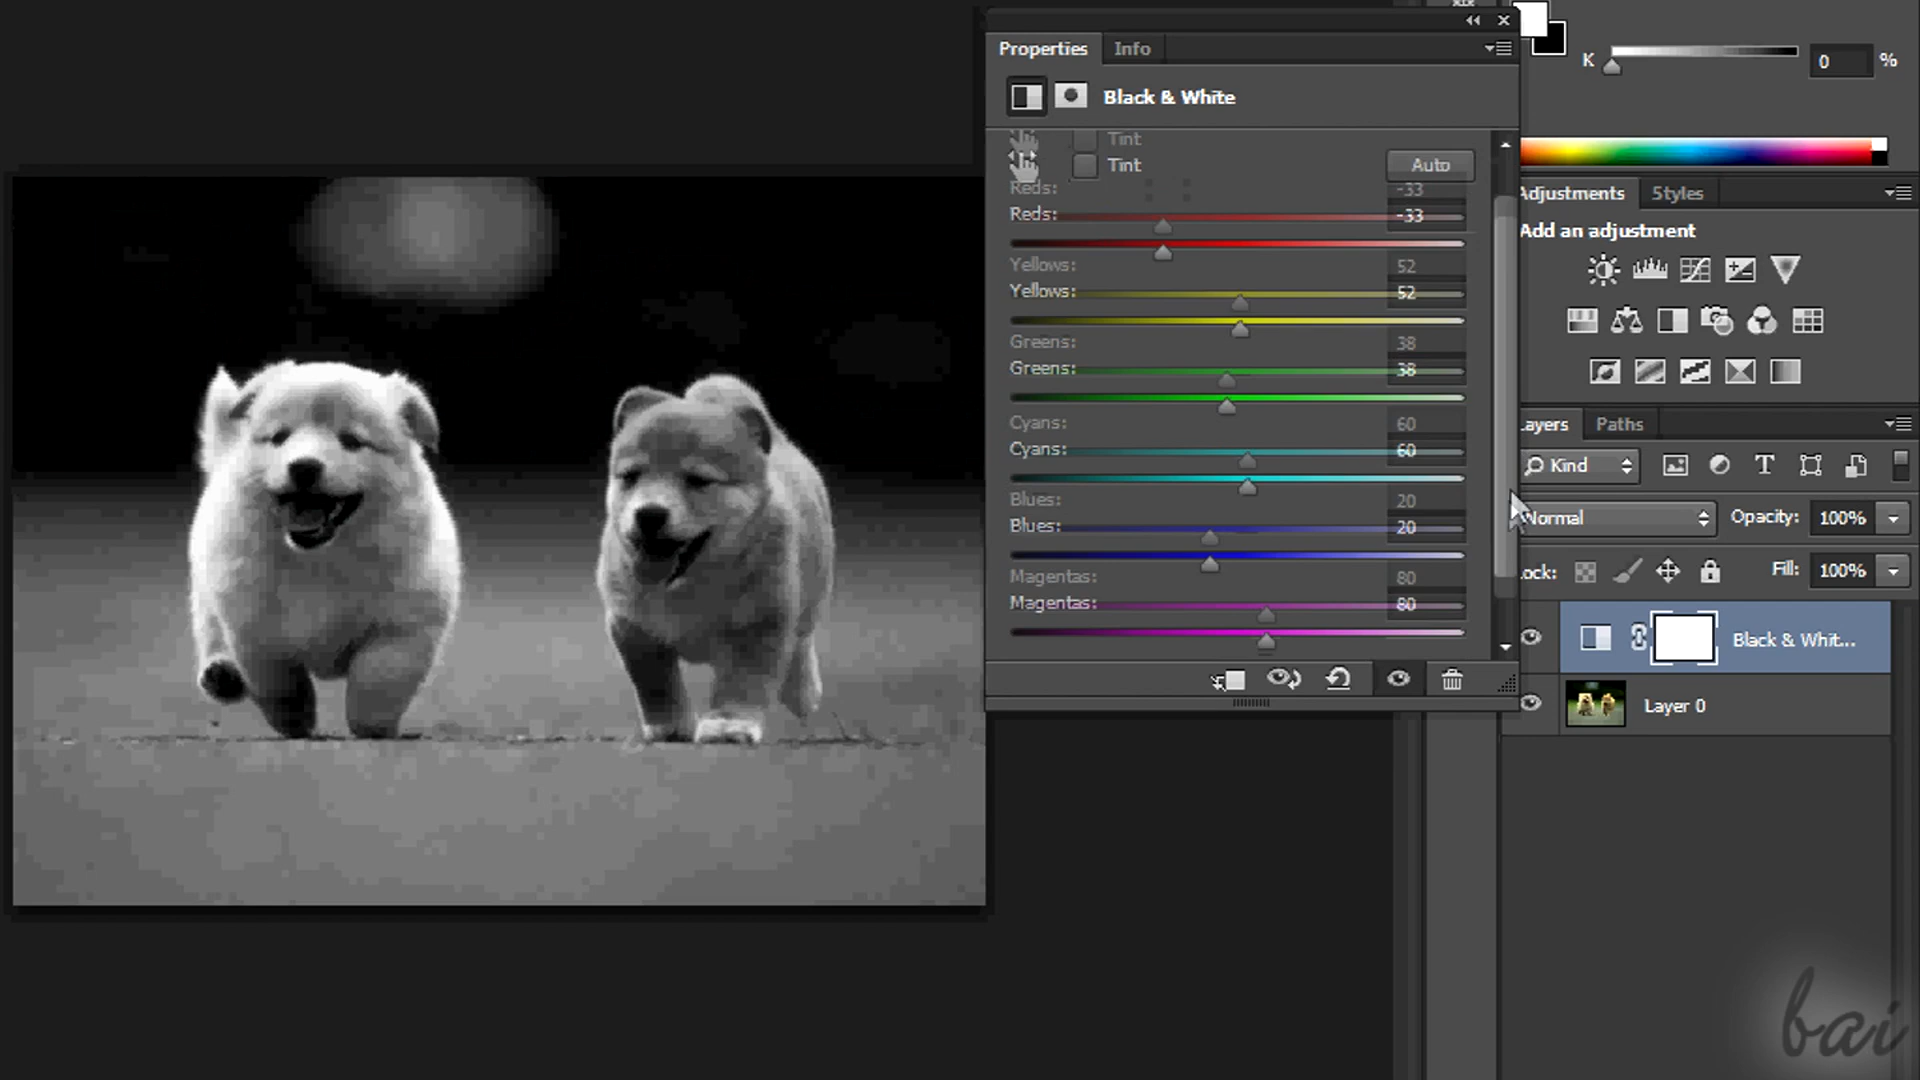 Properties Info
Black & White
Tint
Tint Auto
Reds: -33
Reds: -33
Yellows: 52
Yellows: 52
Greens: 38
Greens: 38
Cyans: 60
Cyans: 60
Blues: 20
Blues: 20
Magentas: 80
Magentas: 80
K 0 %
Adjustments Styles
Add an adjustment
Layers Paths
Kind T
Normal Opacity: 100%
Lock: Fill: 100%
Black & Whit...
Layer 0
bai